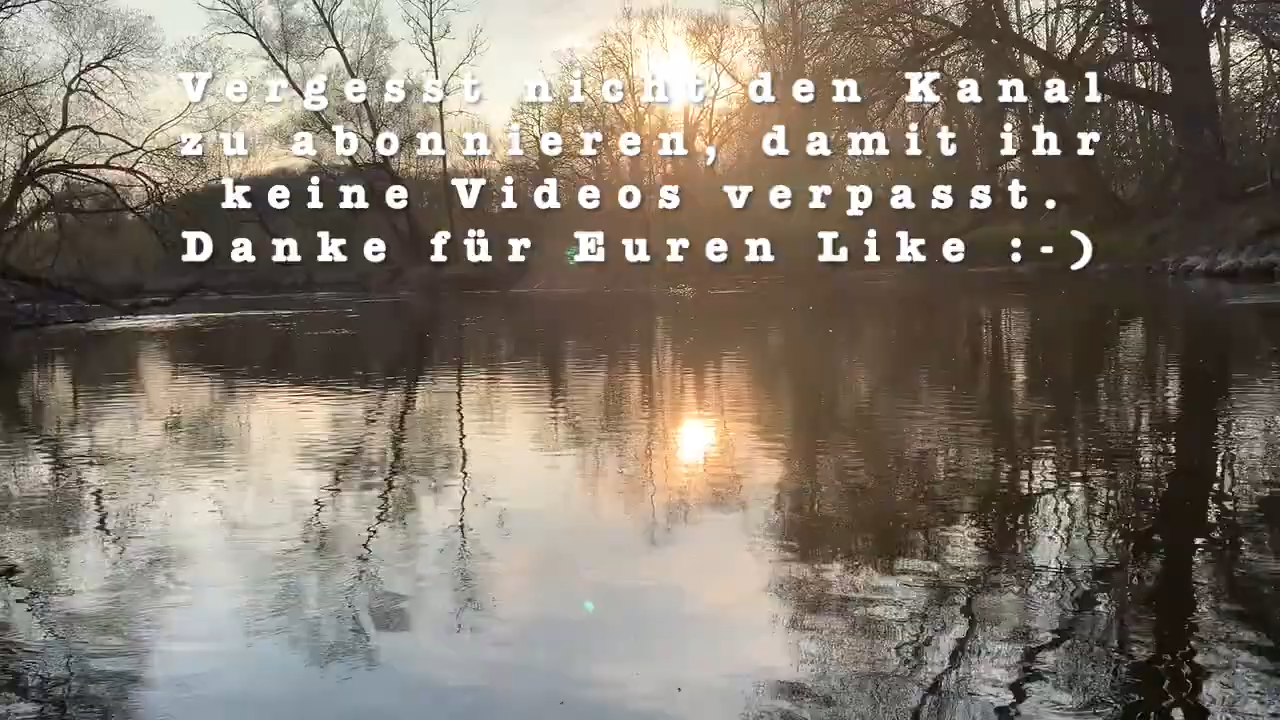 Vergesst nicht den Kanal
zu abonnieren, damit ihr
keine Videos verpasst.
Danke für Euren Like :-)